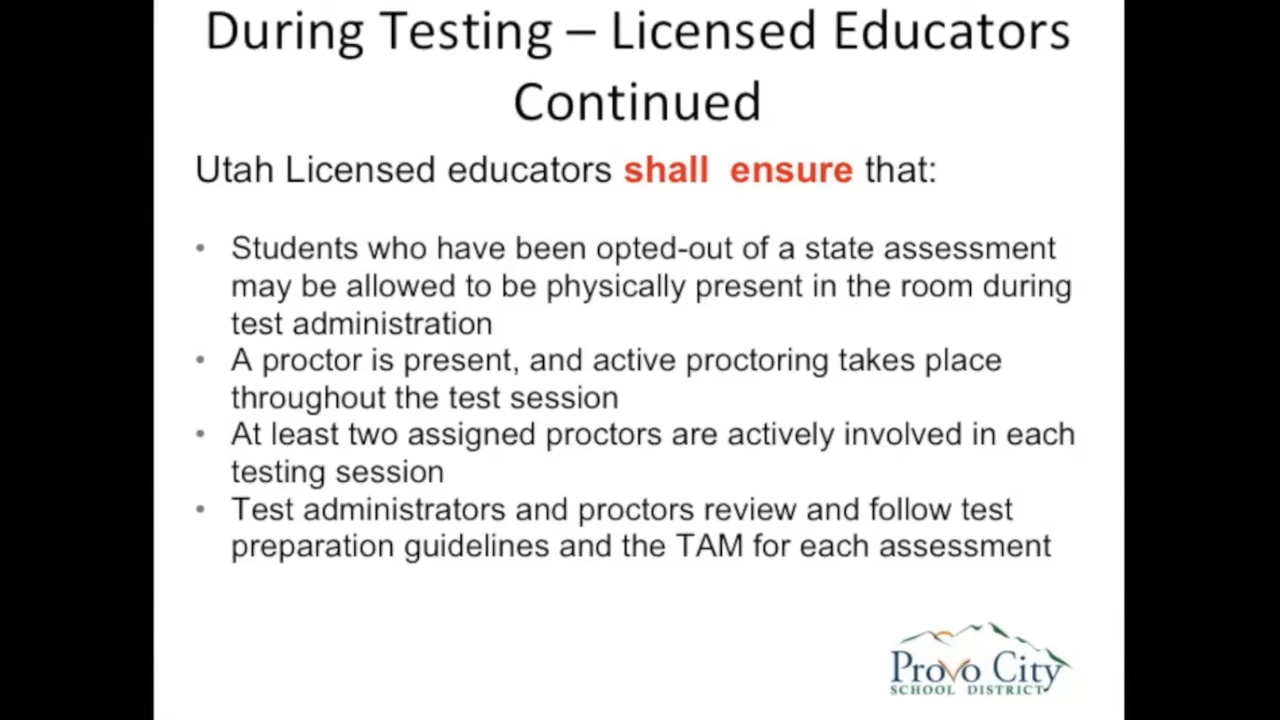 During Testing – Licensed Educators
Continued
Utah Licensed educators shall ensure that:
• Students who have been opted-out of a state assessment
may be allowed to be physically present in the room during
test administration
• A proctor is present, and active proctoring takes place
throughout the test session
• At least two assigned proctors are actively involved in each
testing session
• Test administrators and proctors review and follow test
preparation guidelines and the TAM for each assessment
Provo City
SCHOOL DISTRICT